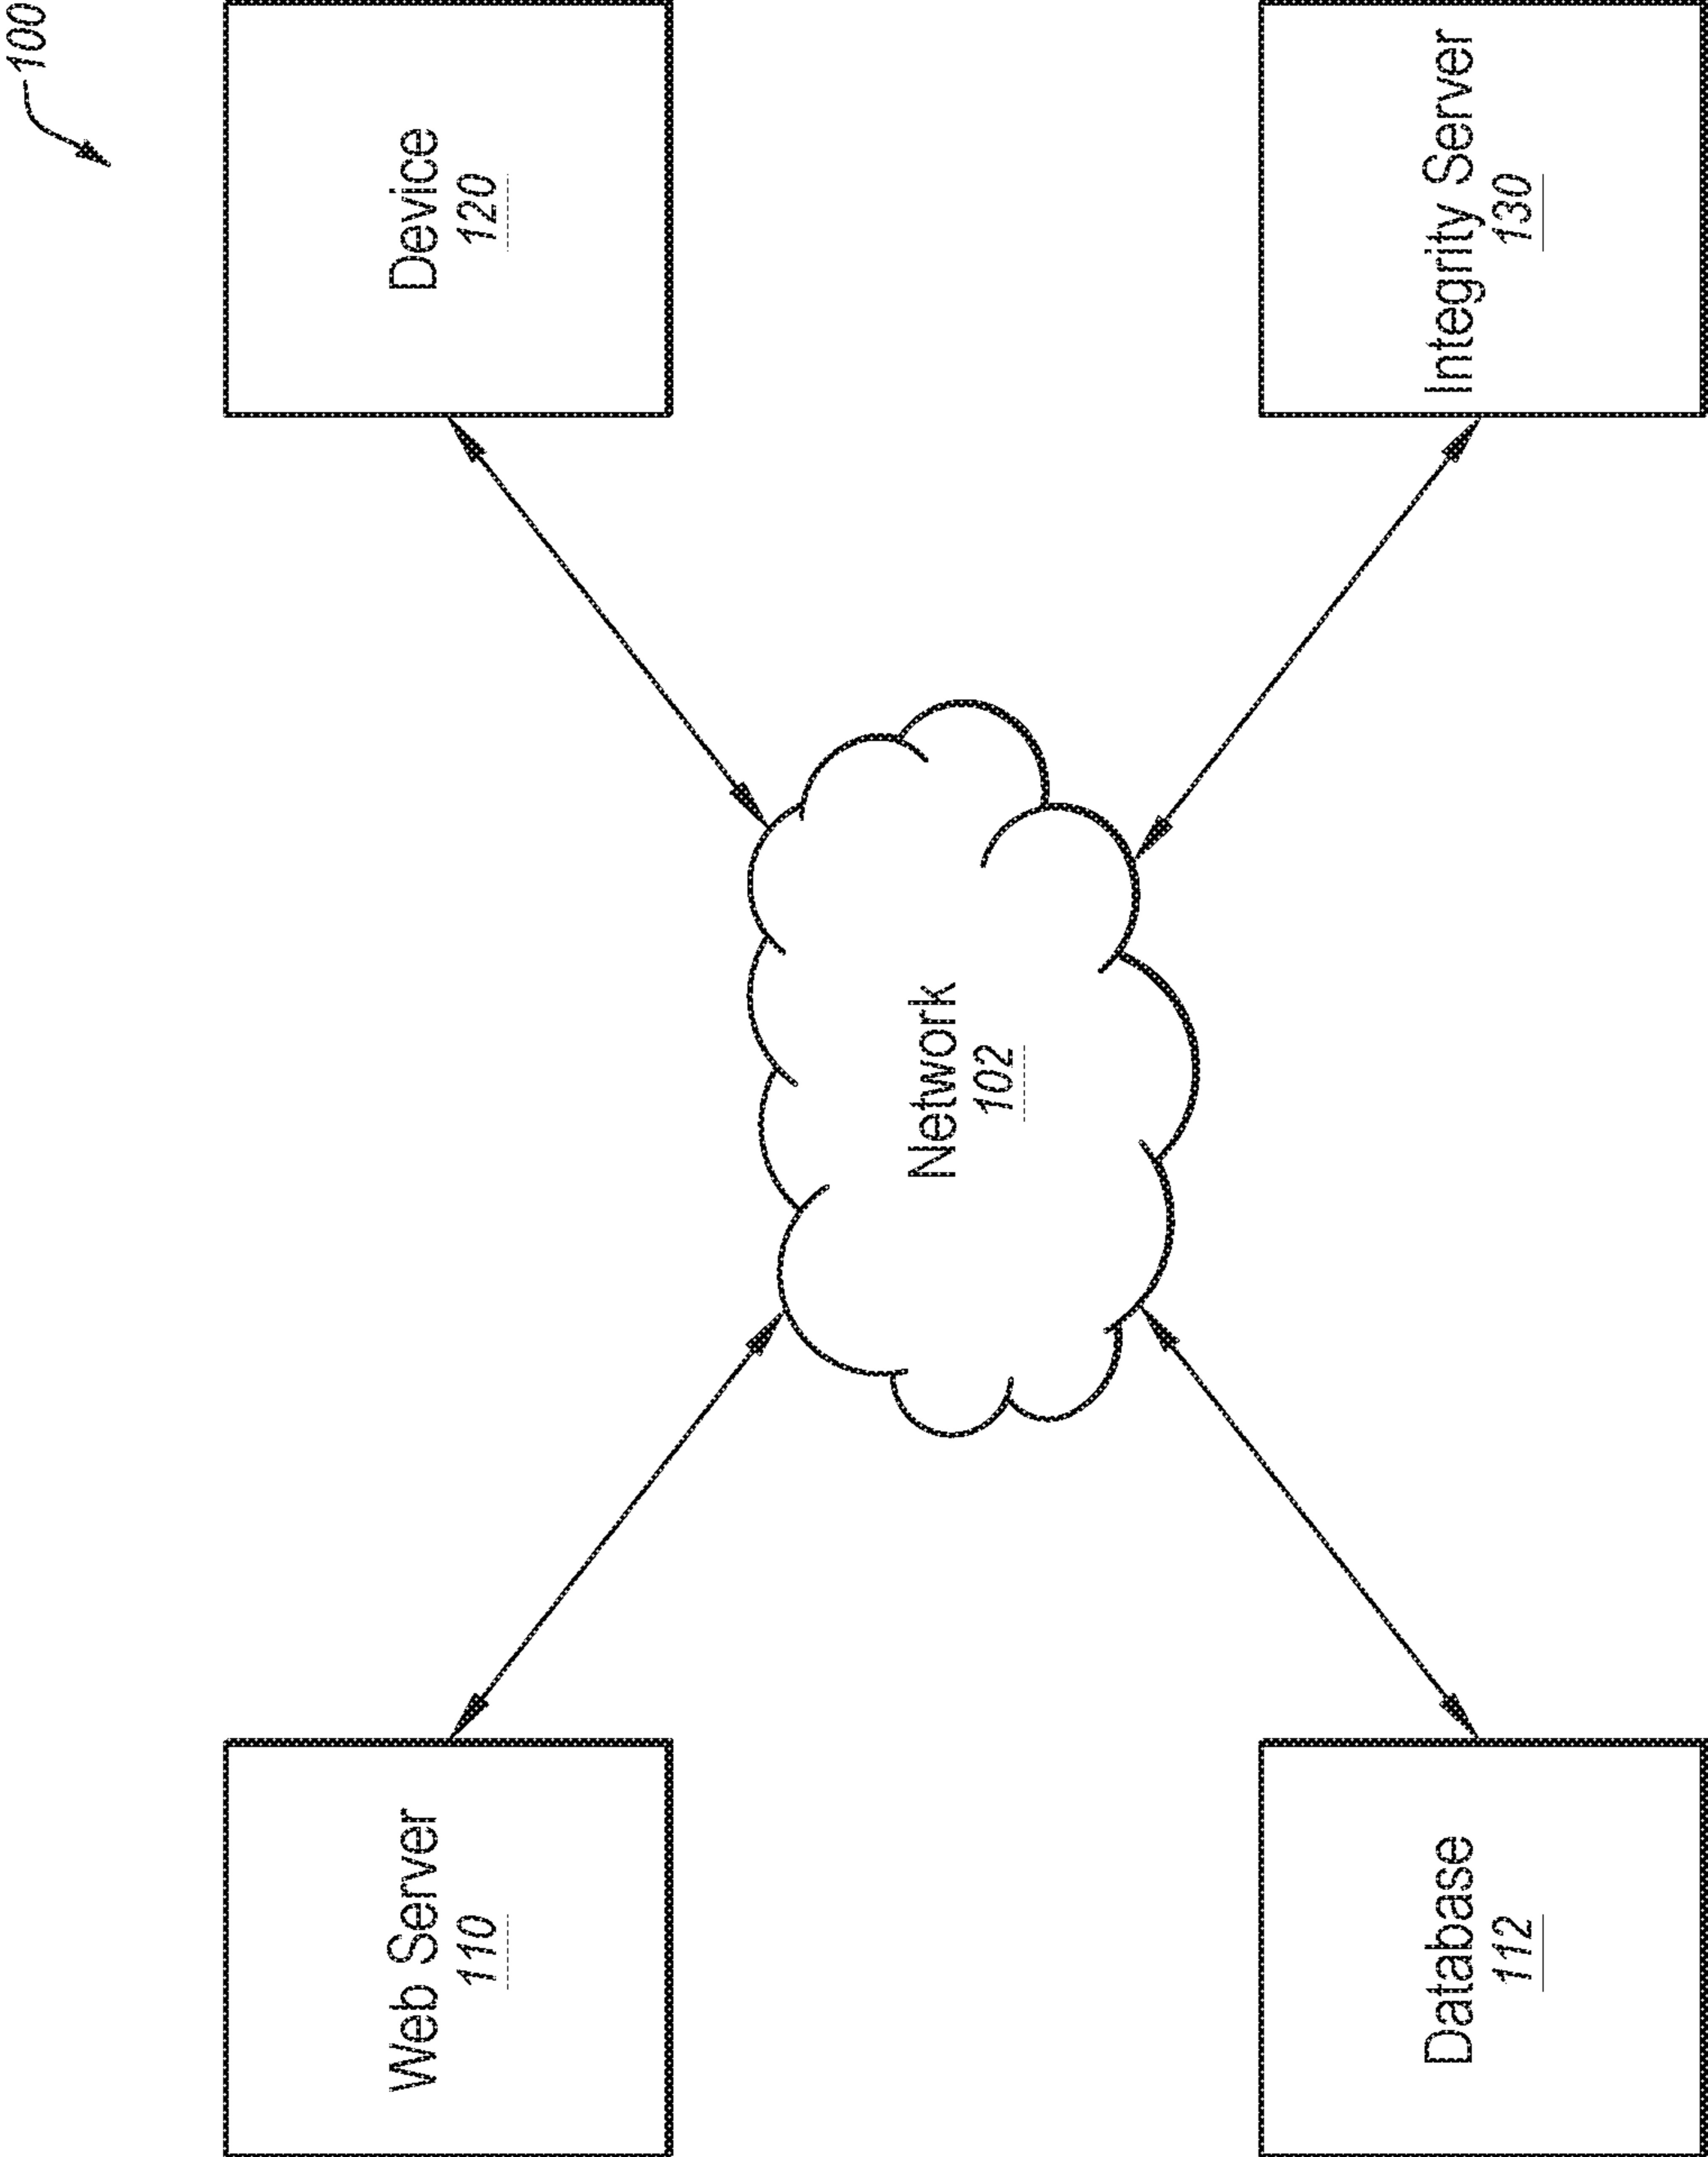 100
Web Server
110
Device
120
Network
102
Database
112
Integrity Server
130